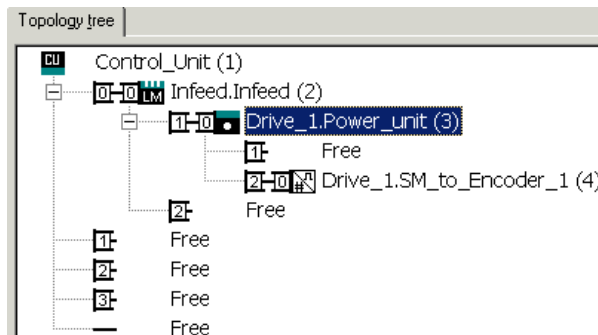 Topology tree
CU Control_Unit (1)
0 0 LM Infeed.Infeed (2)
1 0 Drive_1.Power_unit (3)
1 Free
2 0 # Drive_1.SM_to_Encoder_1 (4)
2 Free
1 Free
2 Free
3 Free
Free